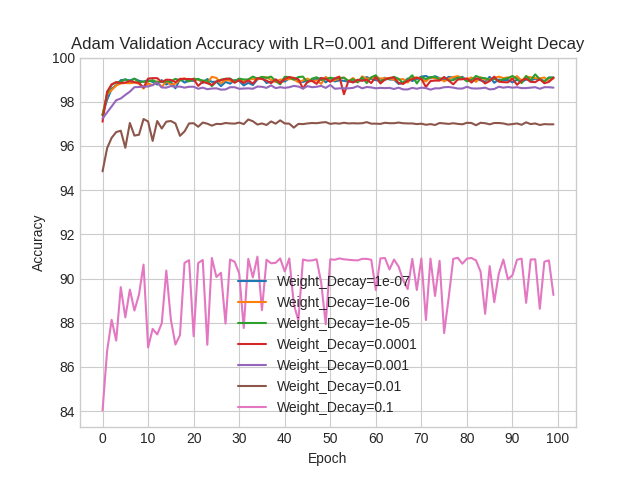 Adam Validation Accuracy with LR=0.001 and Different Weight Decay
100
98
96
94
92
90
88
86
84
Accuracy
Weight_Decay=1e-07
Weight_Decay=1e-06
Weight_Decay=1e-05
Weight_Decay=0.0001
Weight_Decay=0.001
Weight_Decay=0.01
Weight_Decay=0.1
0 10 20 30 40 50 60 70 80 90 100
Epoch